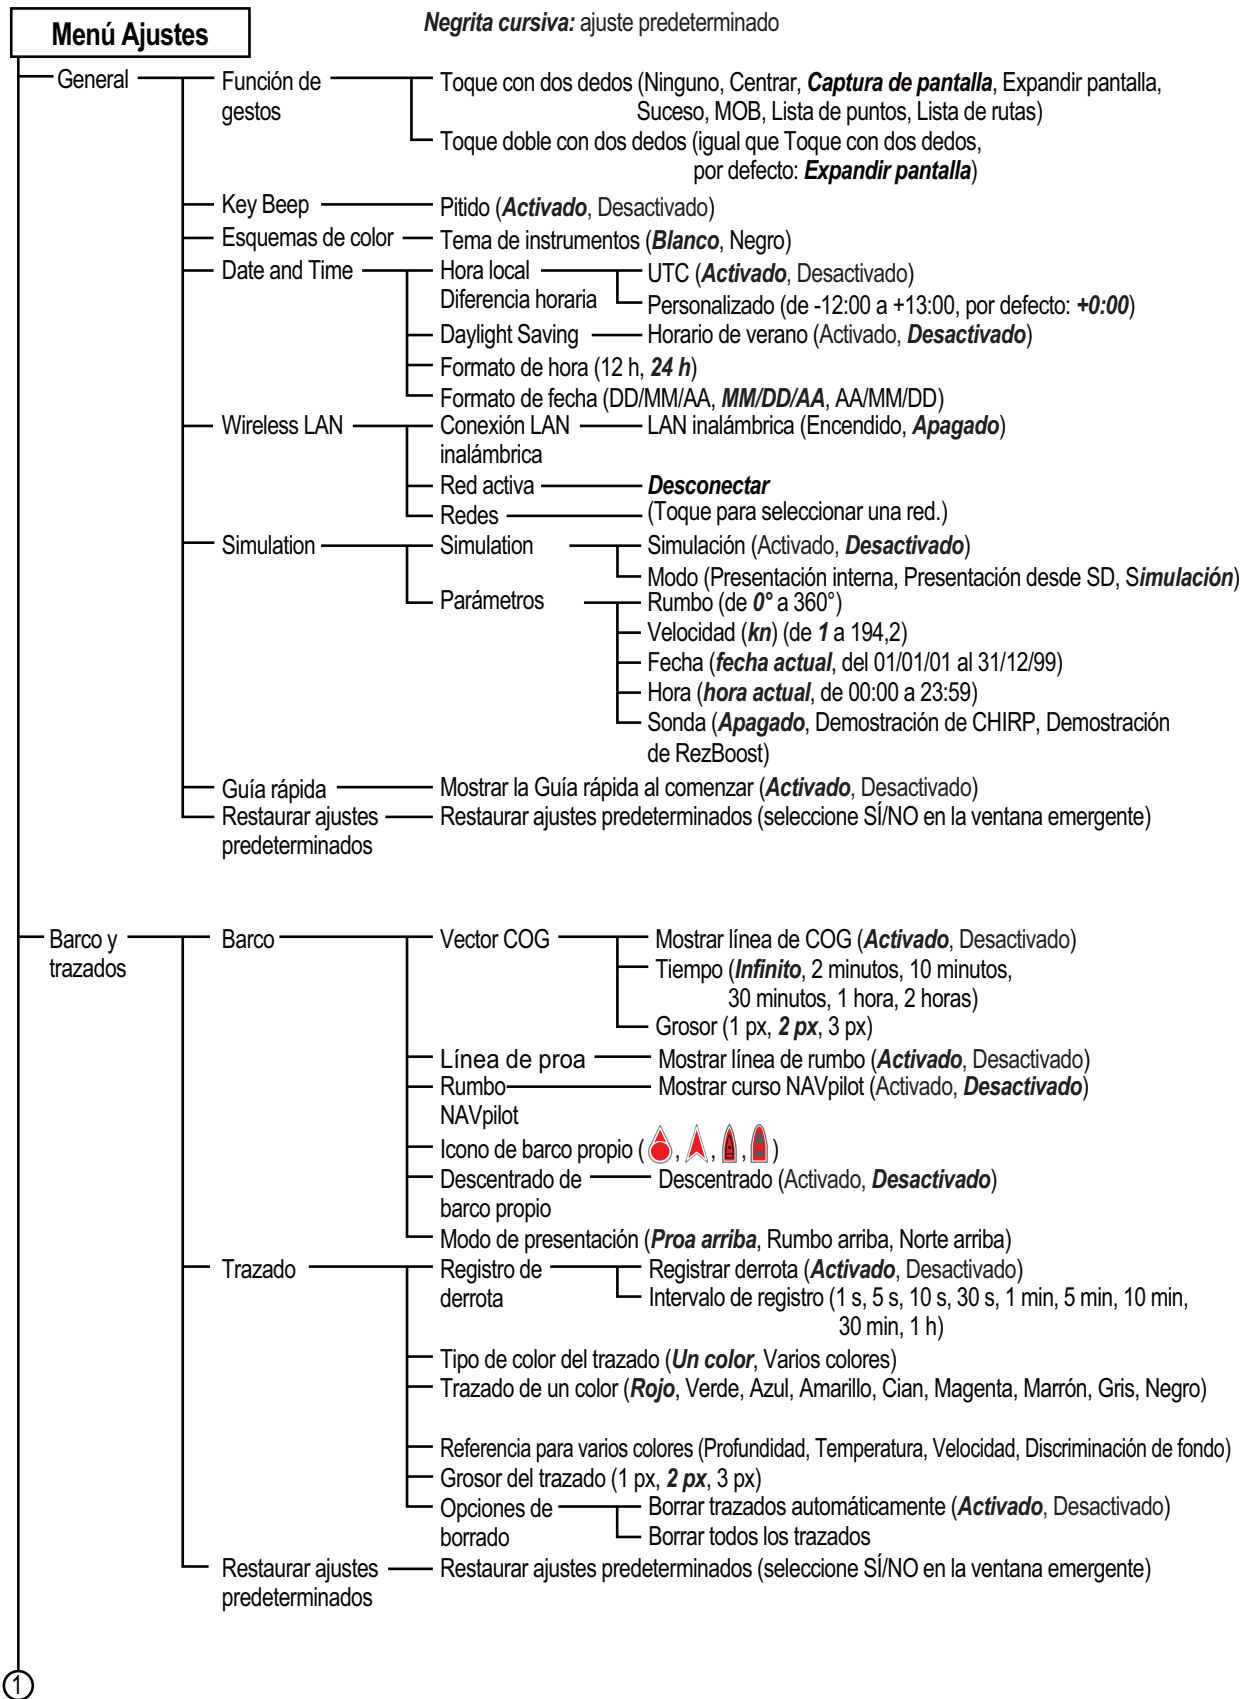 Menú Ajustes
Negrita cursiva: ajuste predeterminado
General
Función de
gestos
Toque con dos dedos (Ninguno, Centrar, Captura de pantalla, Expandir pantalla,
Suceso, MOB, Lista de puntos, Lista de rutas)
Toque doble con dos dedos (igual que Toque con dos dedos,
por defecto: Expandir pantalla)
Key Beep
Pitido (Activado, Desactivado)
Esquemas de color
Tema de instrumentos (Blanco, Negro)
Date and Time
Hora local
Diferencia horaria
UTC (Activado, Desactivado)
Personalizado (de -12:00 a +13:00, por defecto: +0:00)
Daylight Saving
Horario de verano (Activado, Desactivado)
Formato de hora (12 h, 24 h)
Formato de fecha (DD/MM/AA, MM/DD/AA, AA/MM/DD)
Wireless LAN
Conexión LAN
inalámbrica
LAN inalámbrica (Encendido, Apagado)
Red activa
Desconectar
Redes
(Toque para seleccionar una red.)
Simulation
Simulation
Simulación (Activado, Desactivado)
Modo (Presentación interna, Presentación desde SD, Simulación)
Parámetros
Rumbo (de 0° a 360°)
Velocidad (kn) (de 1 a 194,2)
Fecha (fecha actual, del 01/01/01 al 31/12/99)
Hora (hora actual, de 00:00 a 23:59)
Sonda (Apagado, Demostración de CHIRP, Demostración
de RezBoost)
Guía rápida
Mostrar la Guía rápida al comenzar (Activado, Desactivado)
Restaurar ajustes
predeterminados
Restaurar ajustes predeterminados (seleccione SÍ/NO en la ventana emergente)
Barco y
trazados
Barco
Vector COG
Mostrar línea de COG (Activado, Desactivado)
Tiempo (Infinito, 2 minutos, 10 minutos,
30 minutos, 1 hora, 2 horas)
Grosor (1 px, 2 px, 3 px)
Línea de proa
Mostrar línea de rumbo (Activado, Desactivado)
Rumbo
NAVpilot
Mostrar curso NAVpilot (Activado, Desactivado)
Icono de barco propio ( , , , )
Descentrado de
barco propio
Descentrado (Activado, Desactivado)
Modo de presentación (Proa arriba, Rumbo arriba, Norte arriba)
Trazado
Registro de
derrota
Registrar derrota (Activado, Desactivado)
Intervalo de registro (1 s, 5 s, 10 s, 30 s, 1 min, 5 min, 10 min,
30 min, 1 h)
Tipo de color del trazado (Un color, Varios colores)
Trazado de un color (Rojo, Verde, Azul, Amarillo, Cian, Magenta, Marrón, Gris, Negro)
Referencia para varios colores (Profundidad, Temperatura, Velocidad, Discriminación de fondo)
Grosor del trazado (1 px, 2 px, 3 px)
Opciones de
borrado
Borrar trazados automáticamente (Activado, Desactivado)
Borrar todos los trazados
Restaurar ajustes
predeterminados
Restaurar ajustes predeterminados (seleccione SÍ/NO en la ventana emergente)
1